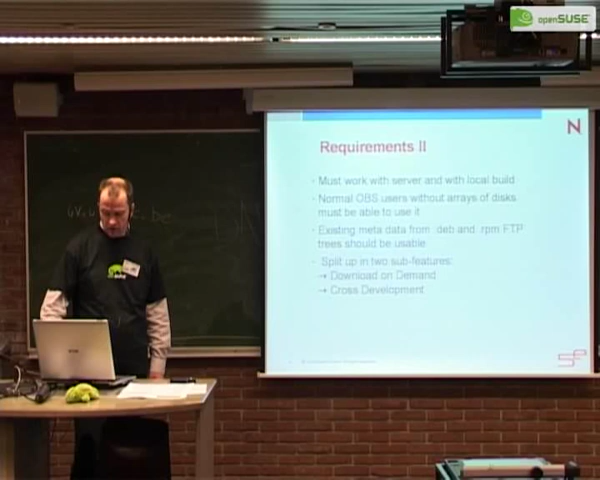 openSUSE
N
Requirements II
- Must work with server and with local build
- Normal OBS users without arrays of disks
must be able to use it
- Existing meta data from .deb and .rpm FTP
trees should be usable
- Split up in two sub-features:
→ Download on Demand
→ Cross Development